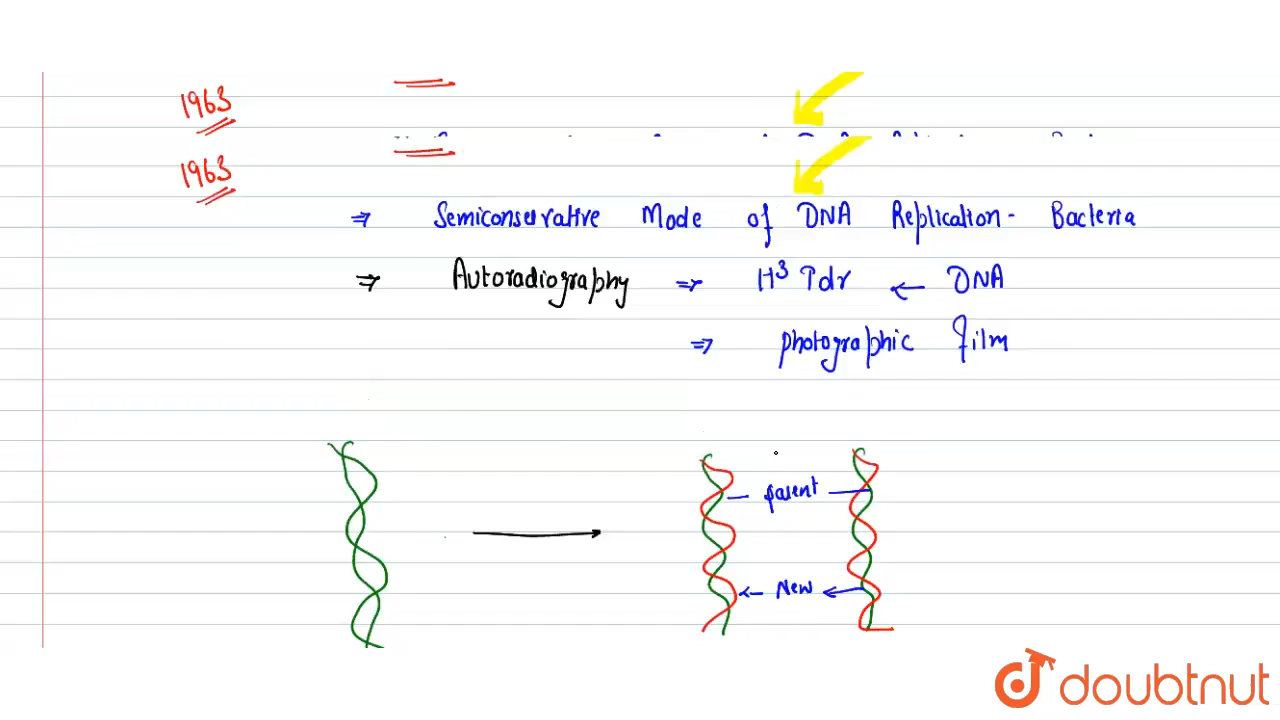 1963
1963
⇒ Semiconservative Mode of DNA Replication - Bacteria
⇒ Autoradiography ⇒ H³ Tdr ← DNA
⇒ photographic film
parent
New
doubtnut